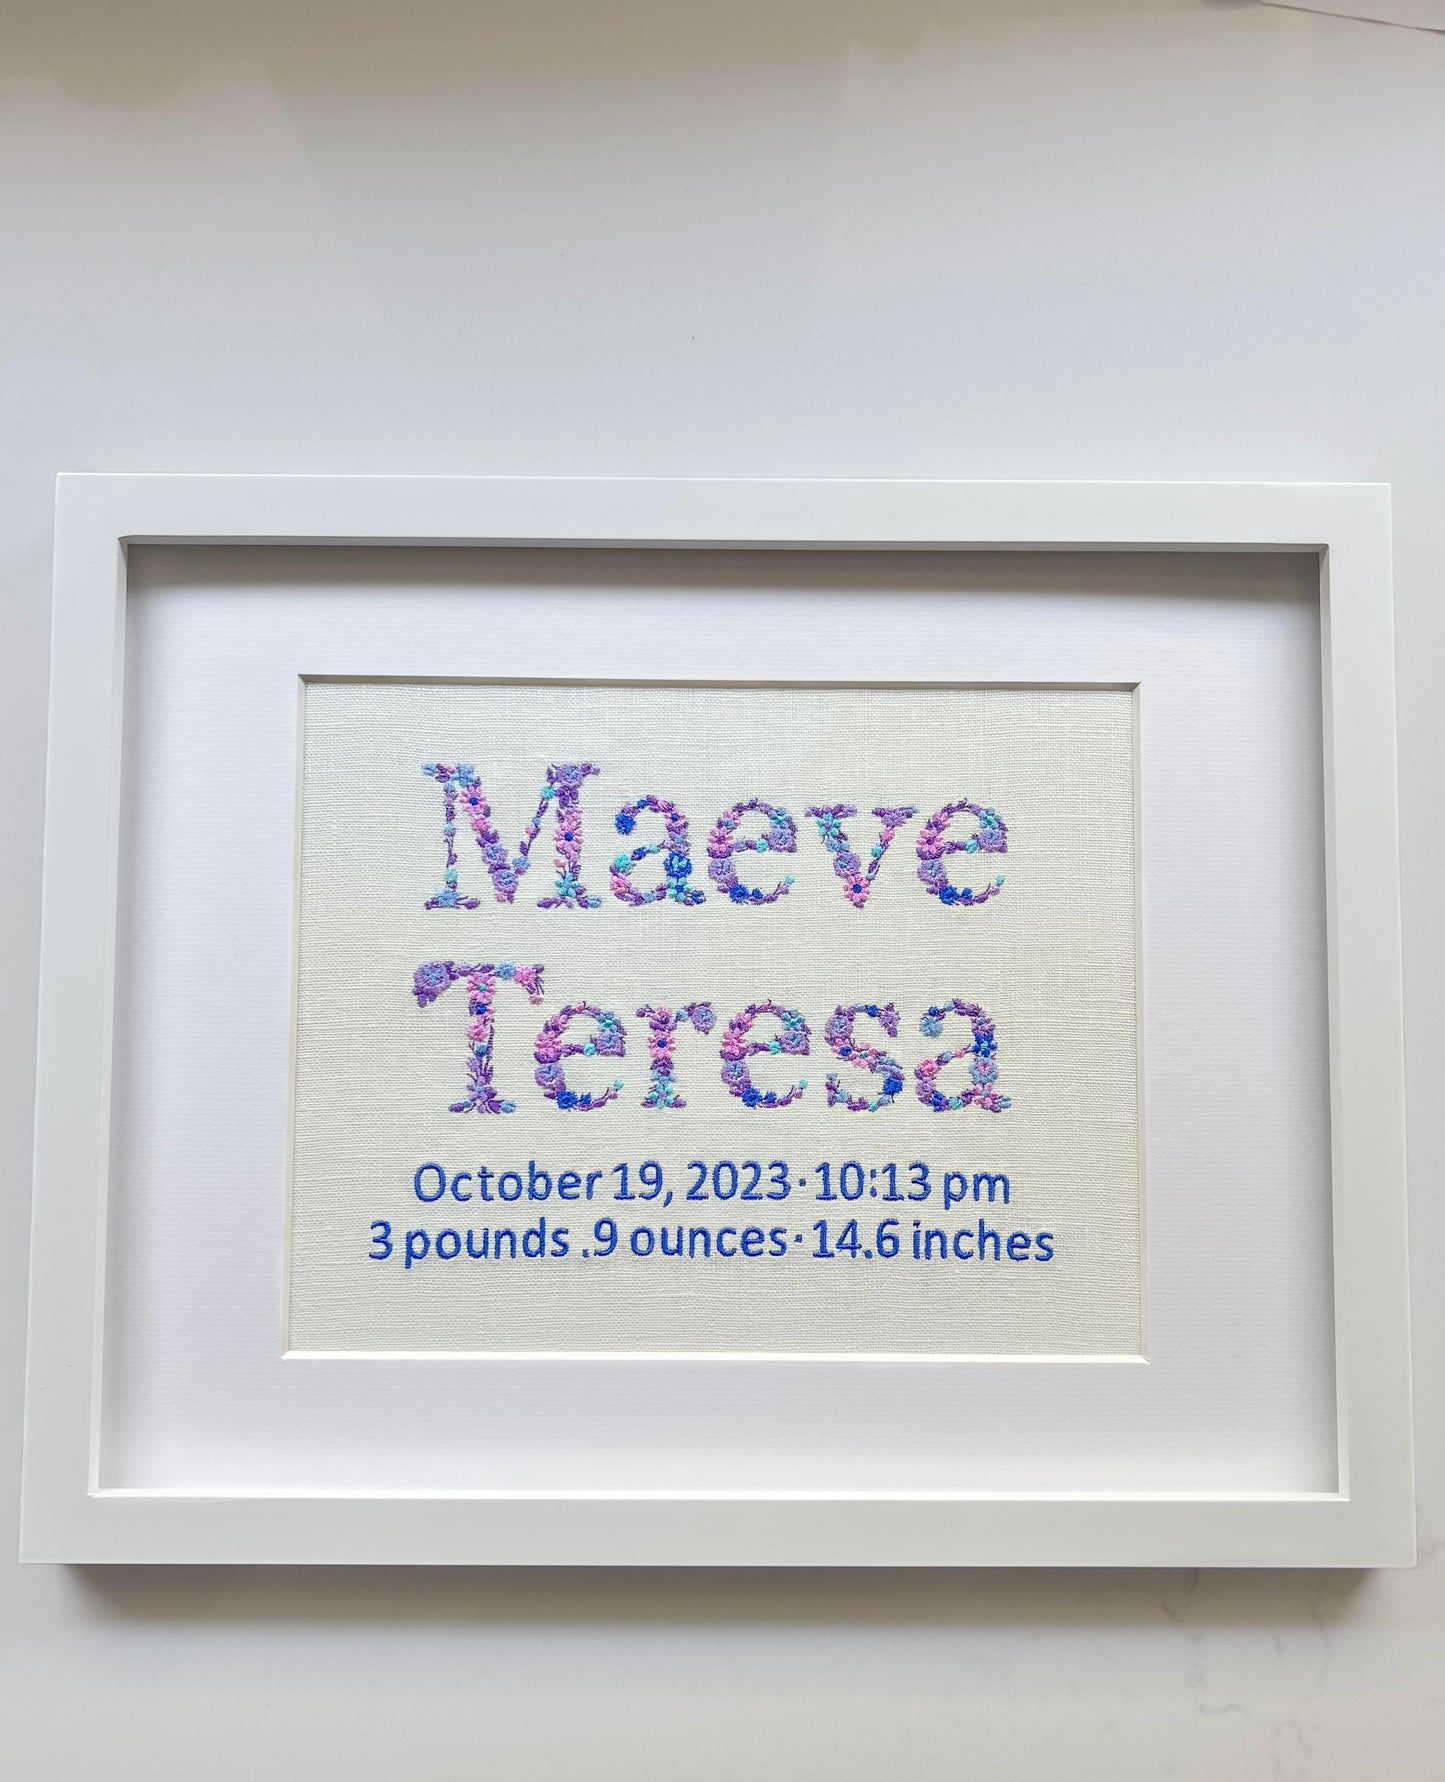 Maeve
Teresa
October 19, 2023·10:13 pm
3 pounds .9 ounces·14.6 inches